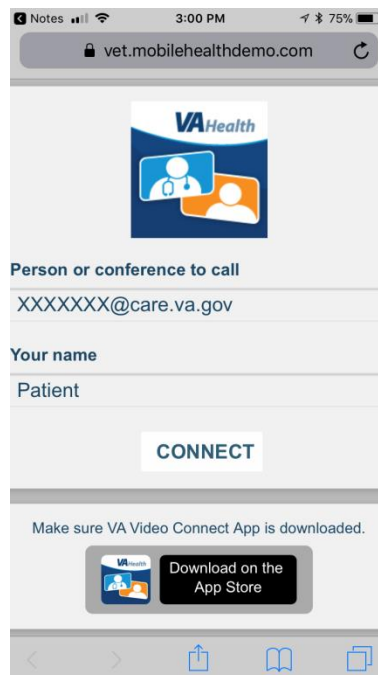 Notes 3:00 PM 75%
vet.mobilehealthdemo.com
VA Health
Person or conference to call
XXXXXXX@care.va.gov
Your name
Patient
CONNECT
Make sure VA Video Connect App is downloaded.
VA Health
Download on the
App Store